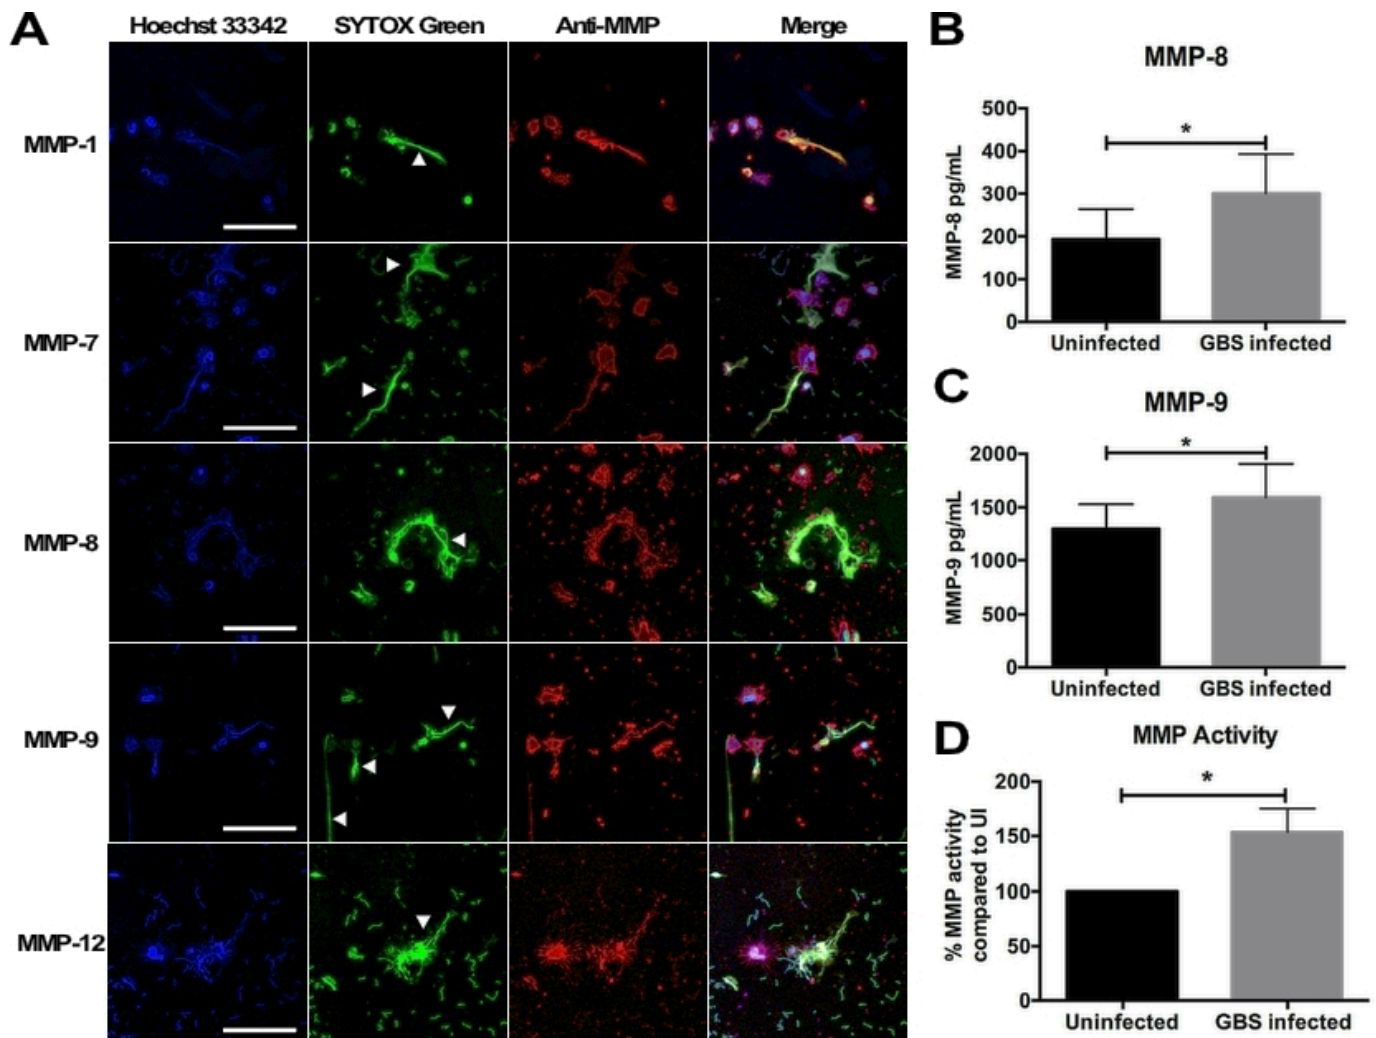 A
Hoechst 33342 SYTOX Green Anti-MMP Merge
MMP-1
MMP-7
MMP-8
MMP-9
MMP-12
B
MMP-8
MMP-8 pg/mL
500
400
300
200
100
0
*
Uninfected GBS infected
C
MMP-9
MMP-9 pg/mL
2000
1500
1000
500
0
*
Uninfected GBS infected
D
MMP Activity
% MMP activity
compared to UI
200
150
100
50
0
*
Uninfected GBS infected